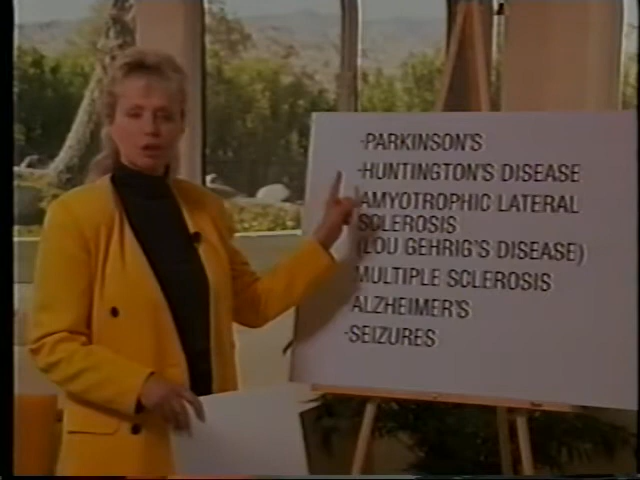 -PARKINSON'S
-HUNTINGTON'S DISEASE
AMYOTROPHIC LATERAL
SCLEROSIS
(LOU GEHRIG'S DISEASE)
MULTIPLE SCLEROSIS
ALZHEIMER'S
-SEIZURES